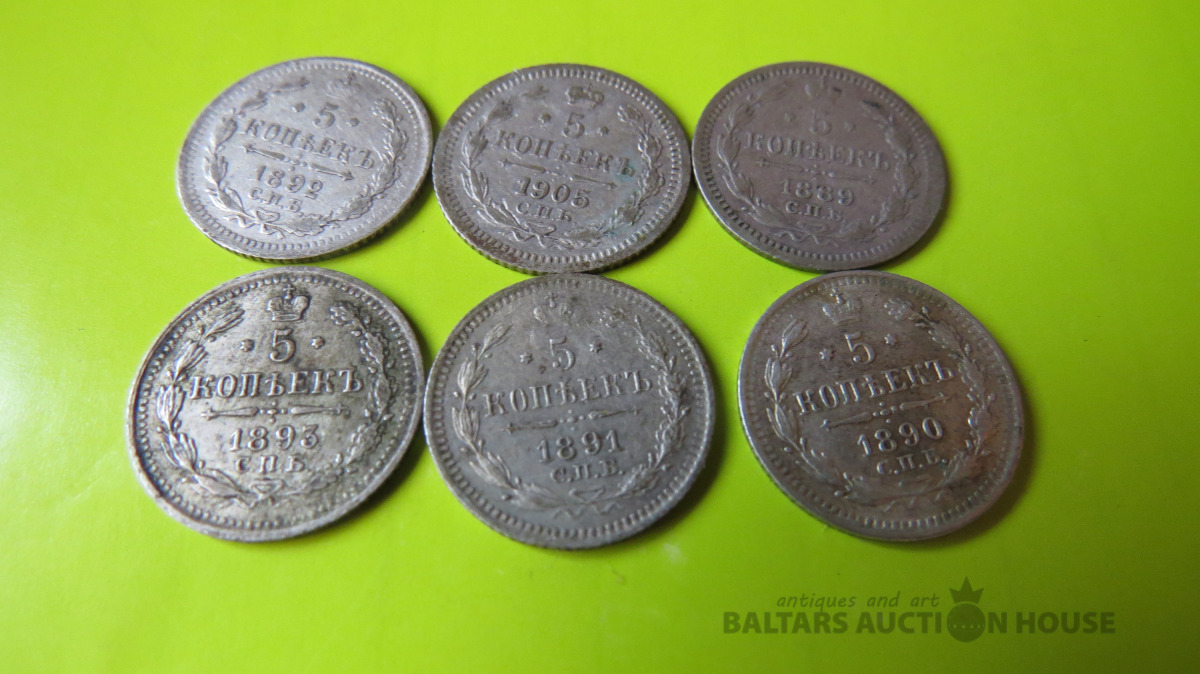 5
КОПѢЕКЪ
1892
С.П.Б.
5
КОПѢЕКЪ
1905
С.П.Б.
5
КОПѢЕКЪ
1889
С.П.Б.
5
КОПѢЕКЪ
1893
С.П.Б.
5
КОПѢЕКЪ
1891
С.П.Б.
5
КОПѢЕКЪ
1890
С.П.Б.
antiques and art
BALTARS AUCTION HOUSE